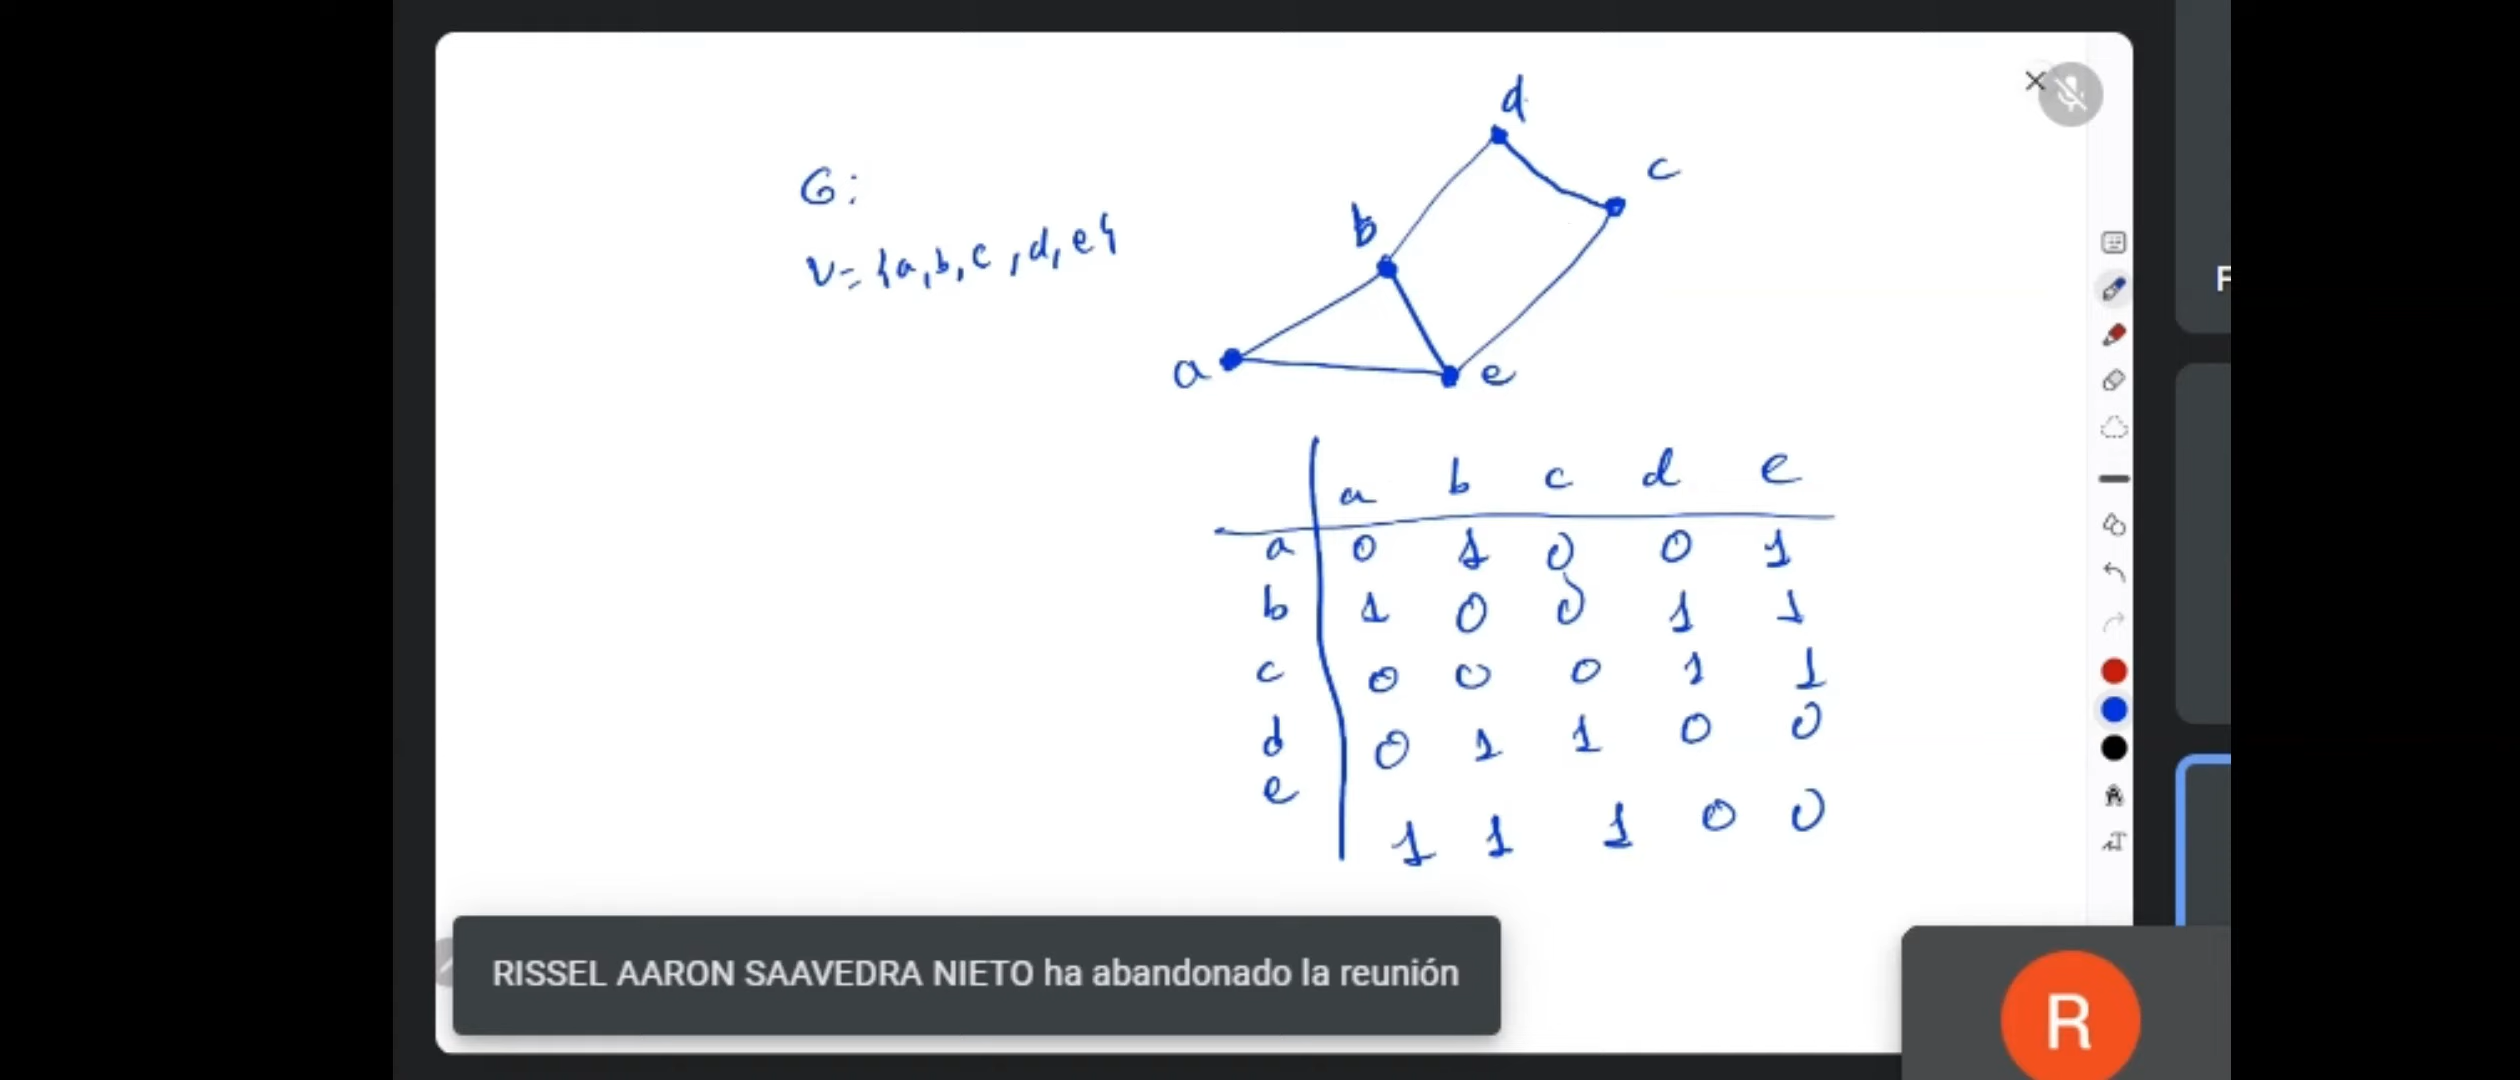 d
c
G:
b
V={a,b,c,d,e}
a
e
a b c d e
a 0 1 0 0 1
b 1 0 0 1 1
c 0 0 0 1 1
d 0 1 1 0 0
e 1 1 1 0 0
RISSEL AARON SAAVEDRA NIETO ha abandonado la reunión
R